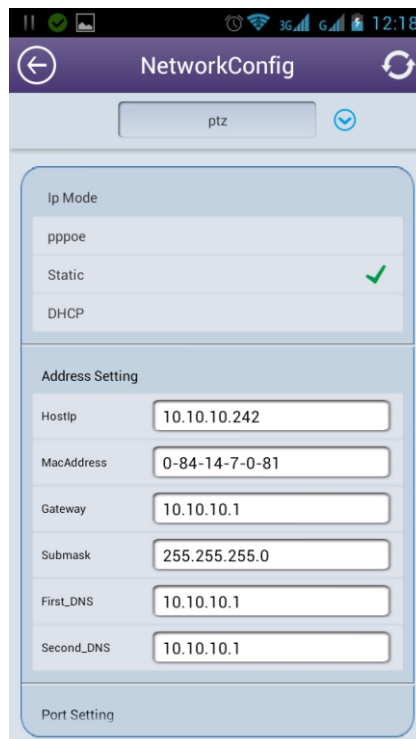 3G G 12:18
NetworkConfig
ptz
Ip Mode
pppoe
Static
DHCP
Address Setting
HostIp 10.10.10.242
MacAddress 0-84-14-7-0-81
Gateway 10.10.10.1
Submask 255.255.255.0
First_DNS 10.10.10.1
Second_DNS 10.10.10.1
Port Setting